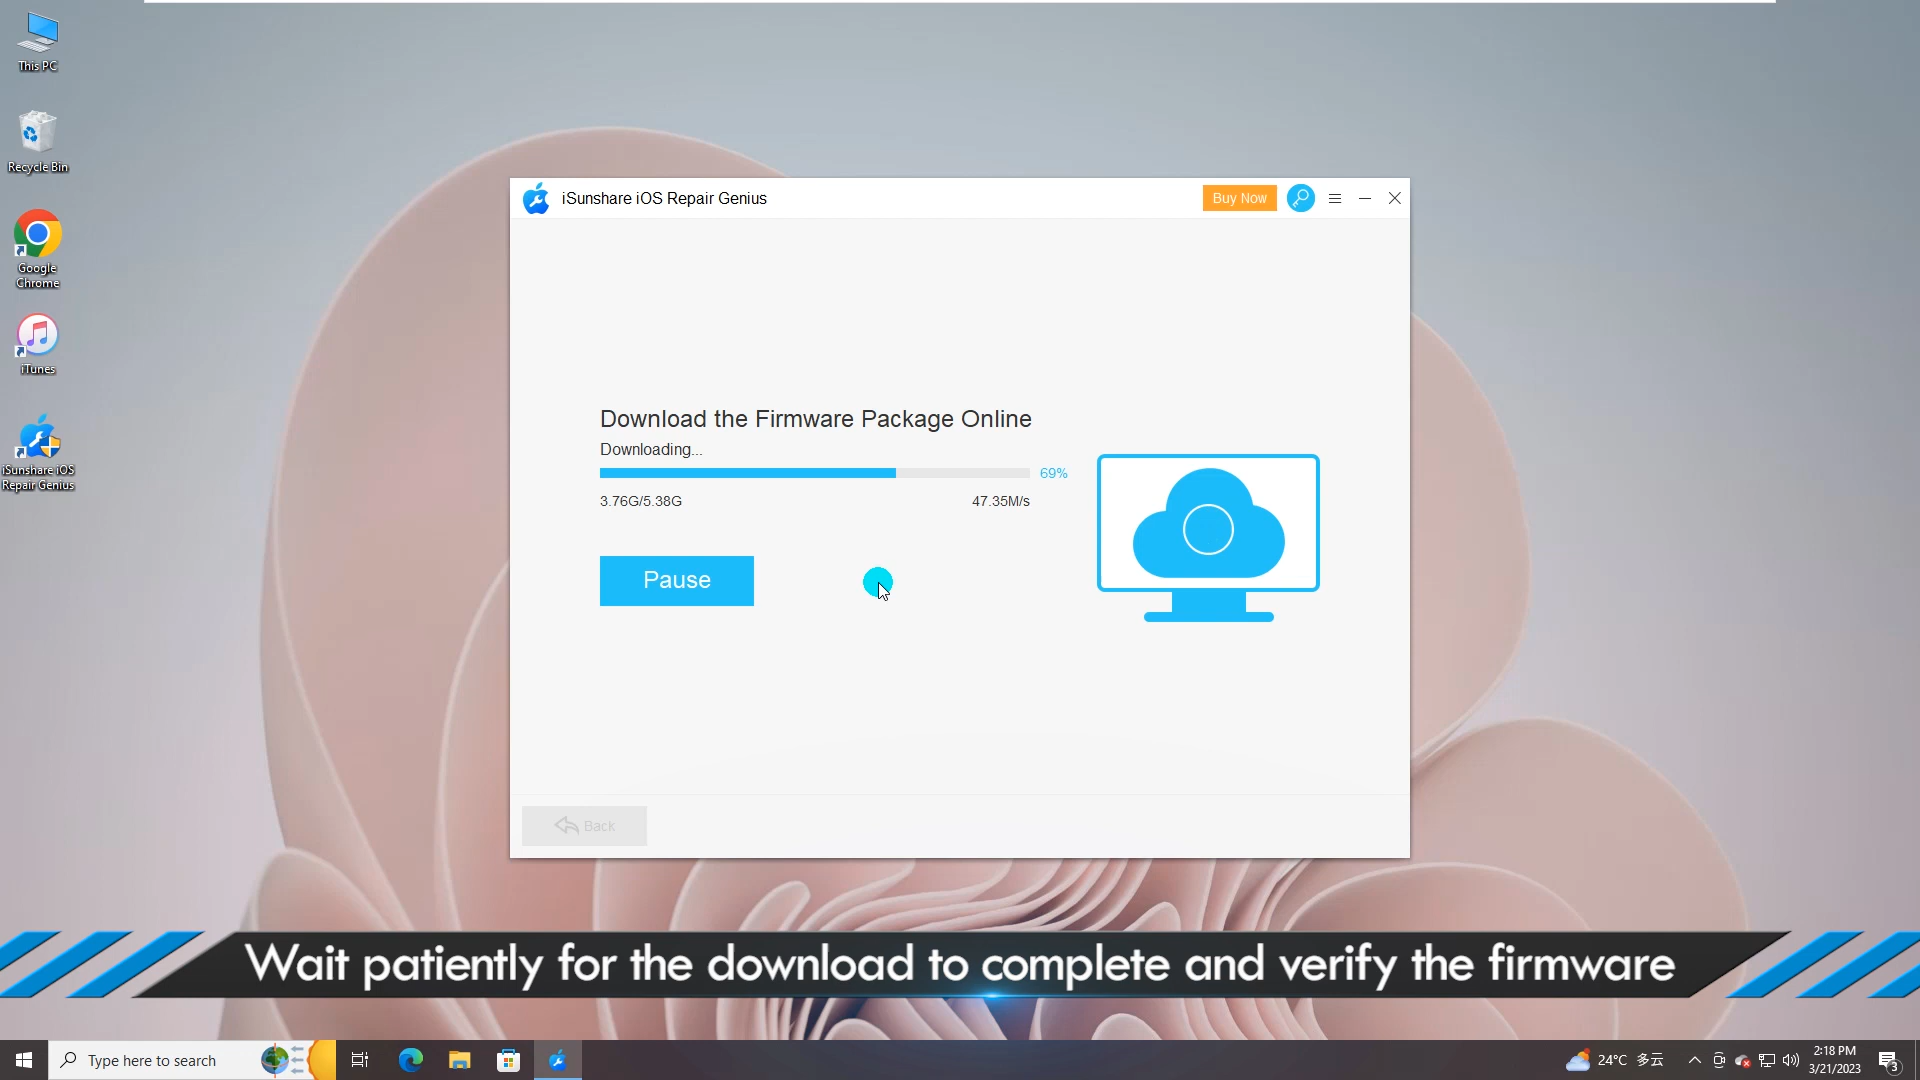 This PC
Recycle Bin
Google
Chrome
iTunes
iSunshare iOS
Repair Genius
iSunshare iOS Repair Genius
Buy Now
Download the Firmware Package Online
Downloading...
69%
3.76G/5.38G
47.35M/s
Pause
Back
Wait patiently for the download to complete and verify the firmware
Type here to search
24°C 多云
2:18 PM
3/21/2023
3